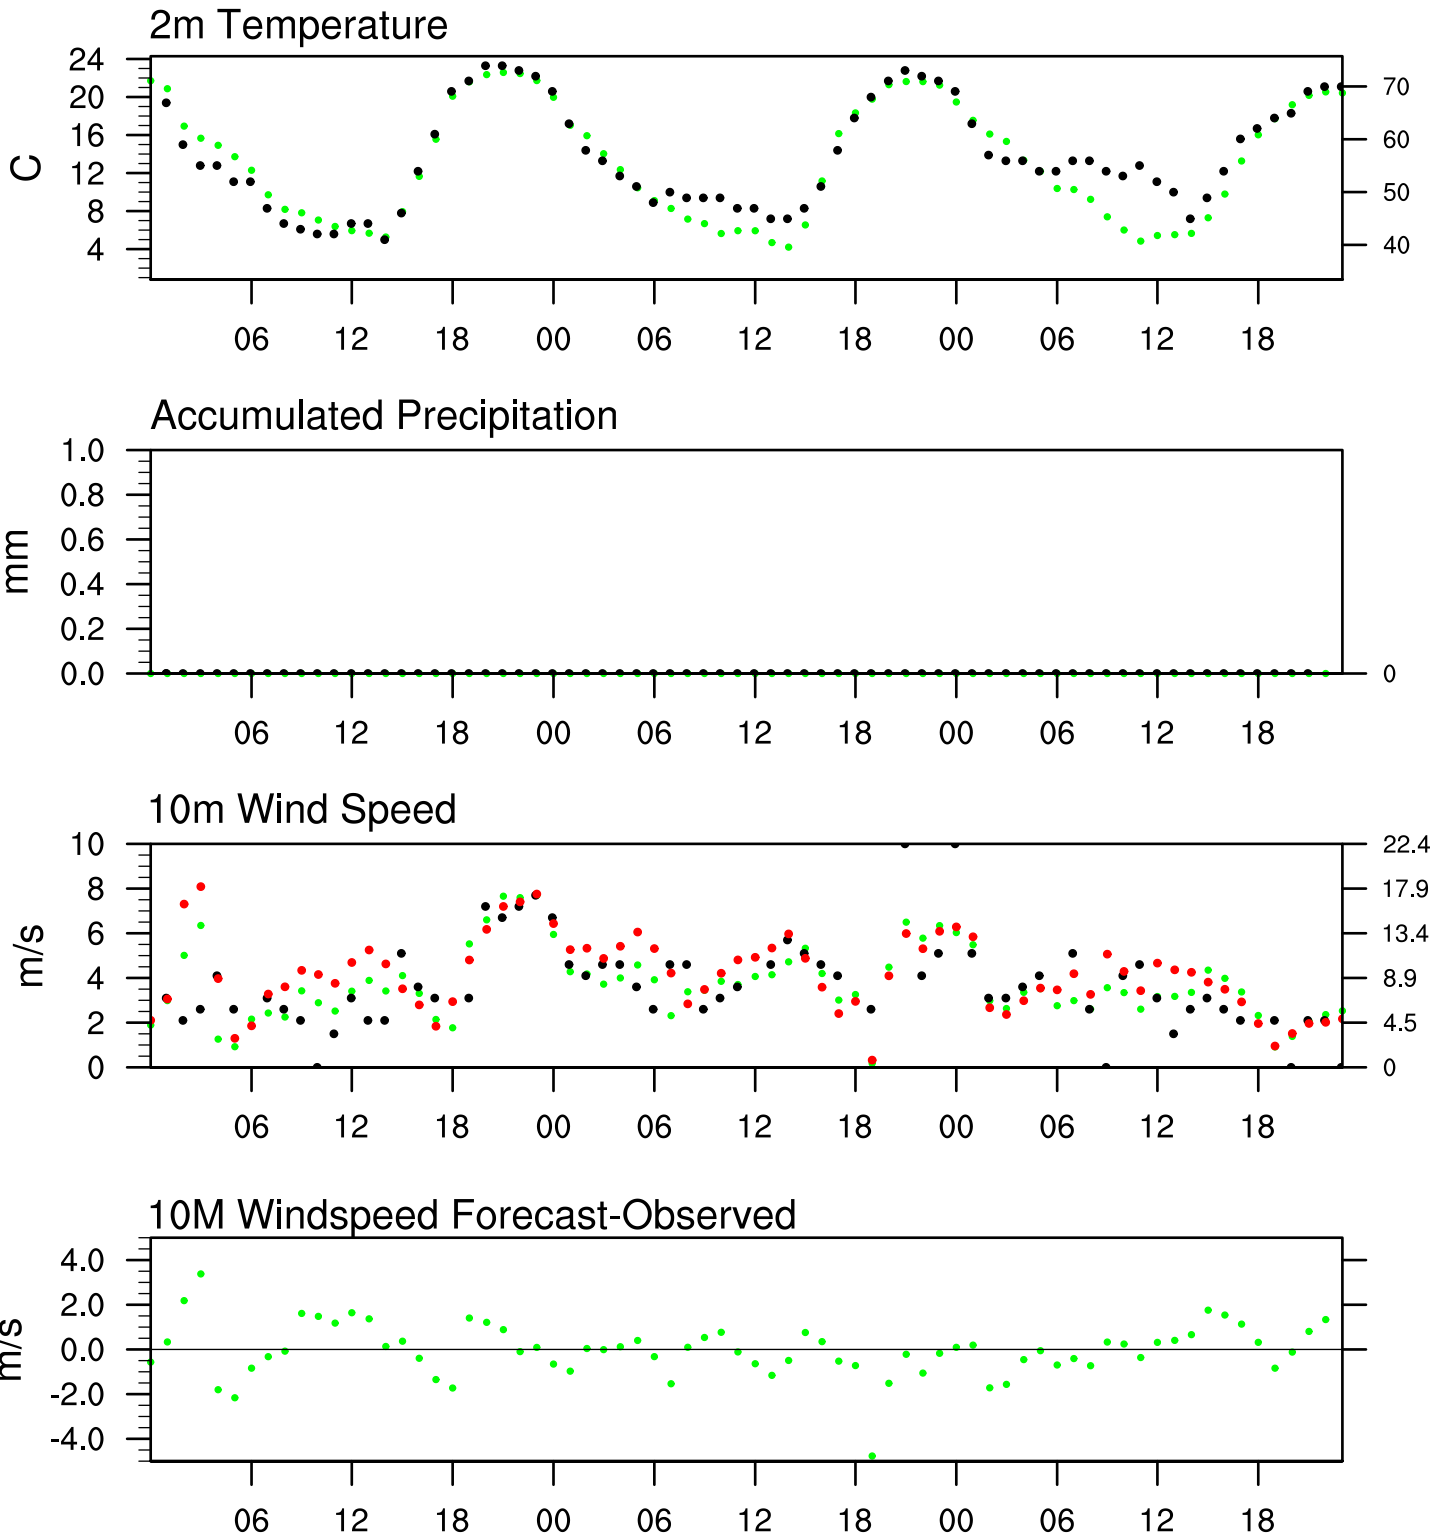 2m Temperature
24
20
16
12
8
4
C
70
60
50
40
06 12 18 00 06 12 18 00 06 12 18
Accumulated Precipitation
1.0
0.8
0.6
0.4
0.2
0.0
mm
0
06 12 18 00 06 12 18 00 06 12 18
10m Wind Speed
10
8
6
4
2
0
m/s
22.4
17.9
13.4
8.9
4.5
0
06 12 18 00 06 12 18 00 06 12 18
10M Windspeed Forecast-Observed
4.0
2.0
0.0
-2.0
-4.0
m/s
06 12 18 00 06 12 18 00 06 12 18